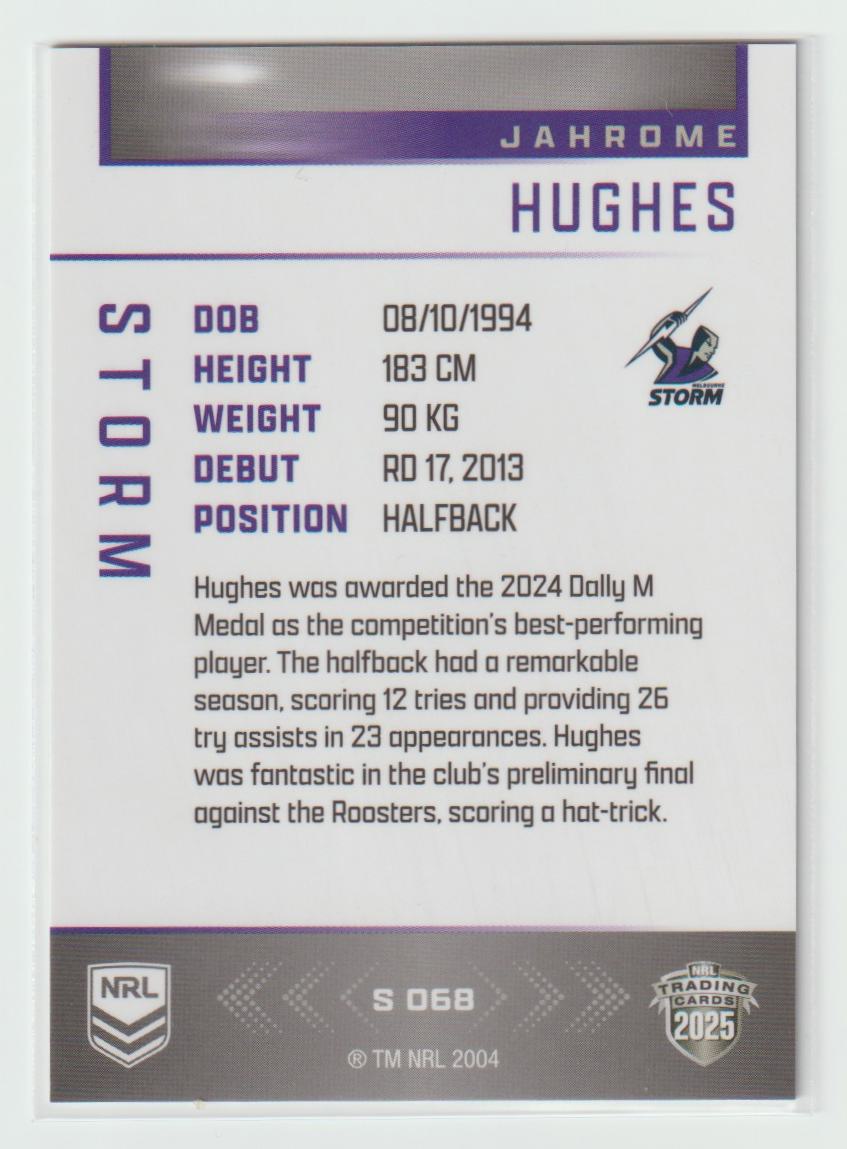 JAHROME
HUGHES
STORM
DOB 08/10/1994
HEIGHT 183 CM
WEIGHT 90 KG
DEBUT RD 17, 2013
POSITION HALFBACK
MELBOURNE
STORM
Hughes was awarded the 2024 Dally M
Medal as the competition's best-performing
player. The halfback had a remarkable
season, scoring 12 tries and providing 26
try assists in 23 appearances. Hughes
was fantastic in the club's preliminary final
against the Roosters, scoring a hat-trick.
NRL
S 068
® TM NRL 2004
NRL
TRADING
CARDS
2025